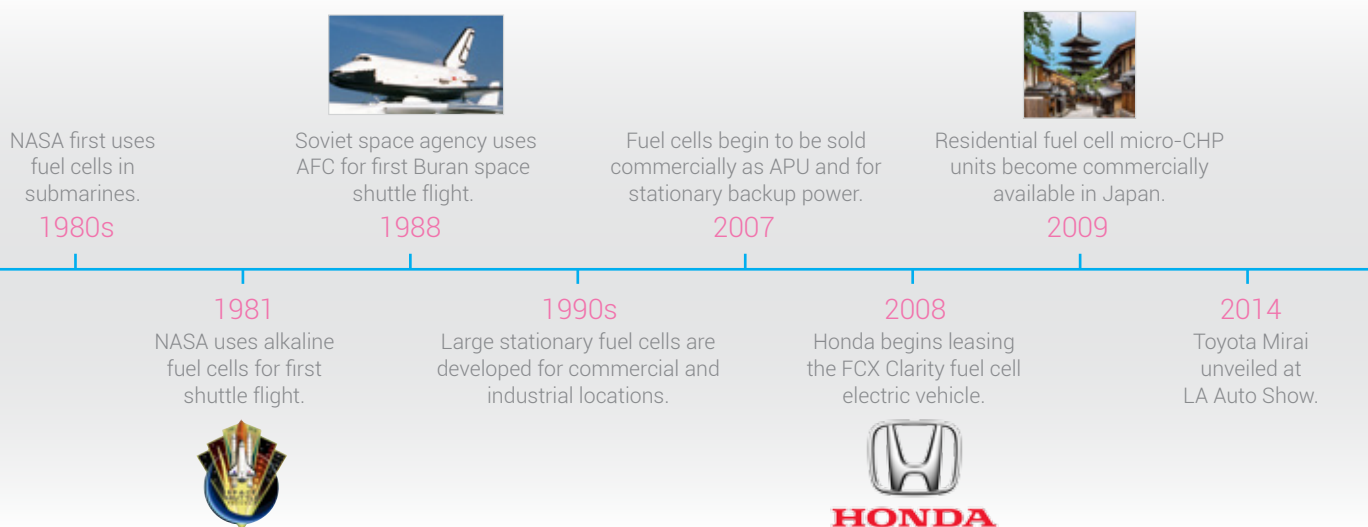 NASA first uses
fuel cells in
submarines.
1980s
Soviet space agency uses
AFC for first Buran space
shuttle flight.
1988
Fuel cells begin to be sold
commercially as APU and for
stationary backup power.
2007
Residential fuel cell micro-CHP
units become commercially
available in Japan.
2009
1981
NASA uses alkaline
fuel cells for first
shuttle flight.
SPACE
SHUTTLE
1990s
Large stationary fuel cells are
developed for commercial and
industrial locations.
2008
Honda begins leasing
the FCX Clarity fuel cell
electric vehicle.
HONDA
2014
Toyota Mirai
unveiled at
LA Auto Show.